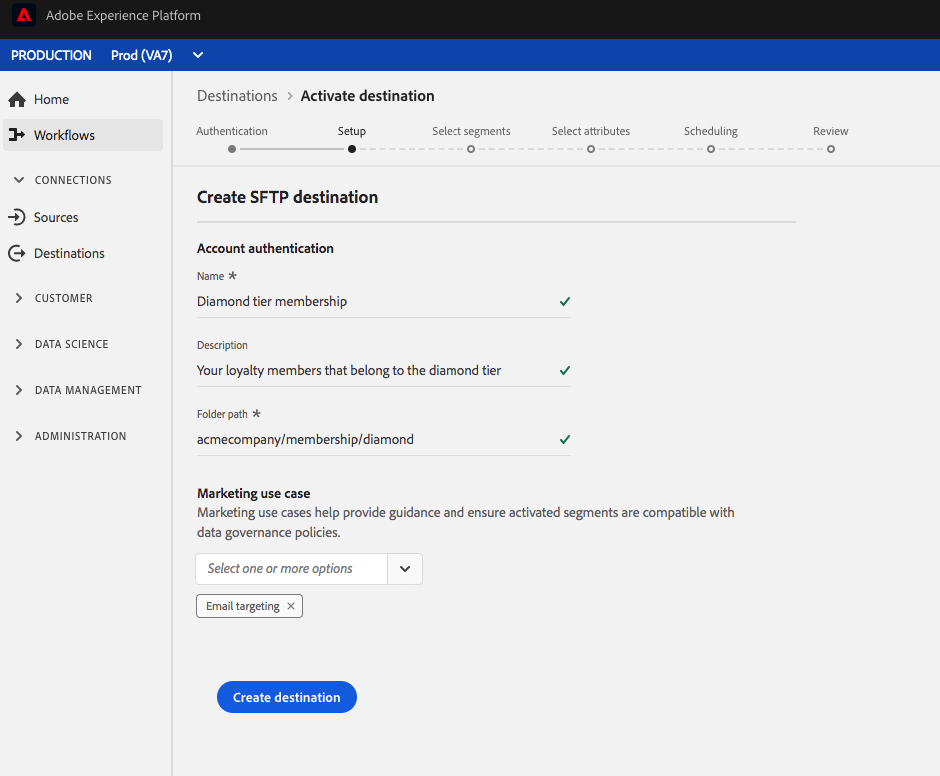 Adobe Experience Platform
PRODUCTION Prod (VA7)
Home
Workflows
CONNECTIONS
Sources
Destinations
CUSTOMER
DATA SCIENCE
DATA MANAGEMENT
ADMINISTRATION
Destinations > Activate destination
Authentication Setup Select segments Select attributes Scheduling Review
Create SFTP destination
Account authentication
Name *
Diamond tier membership
Description
Your loyalty members that belong to the diamond tier
Folder path *
acmecompany/membership/diamond
Marketing use case
Marketing use cases help provide guidance and ensure activated segments are compatible with
data governance policies.
Select one or more options
Email targeting ×
Create destination